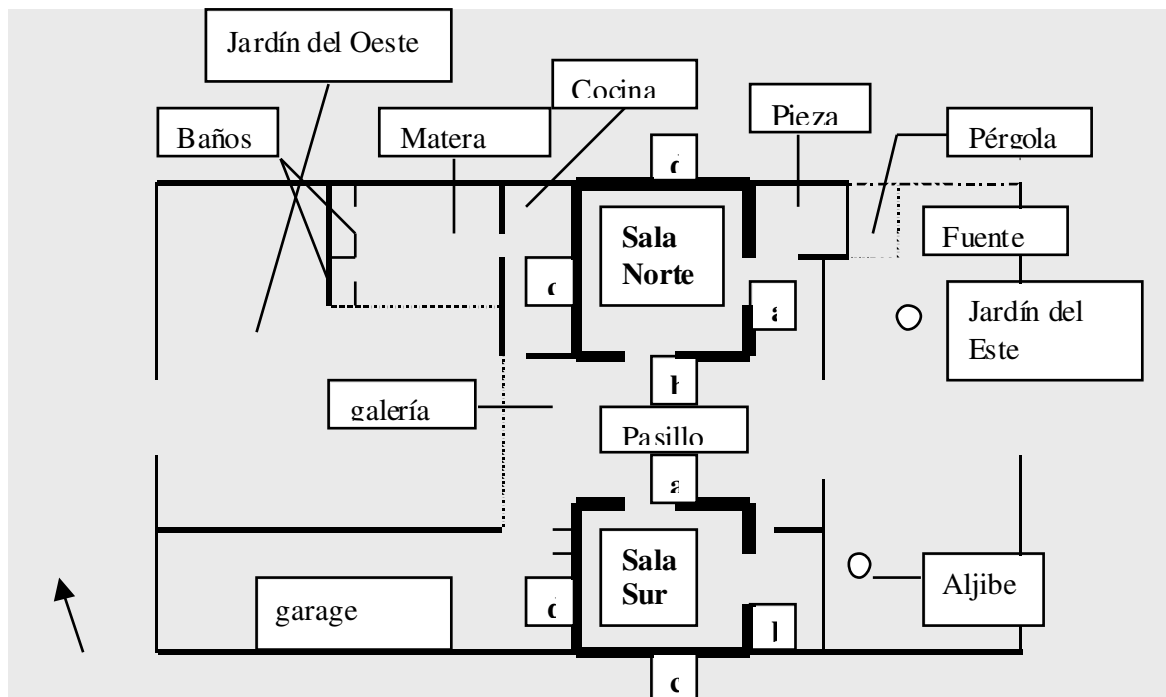 Jardín del Oeste
Cocina
Pieza
Baños
Matera
Pérgola
Sala
Norte
Fuente
a
Jardín del
Este
galería
Pasillo
a
Sala
Sur
Aljibe
garage